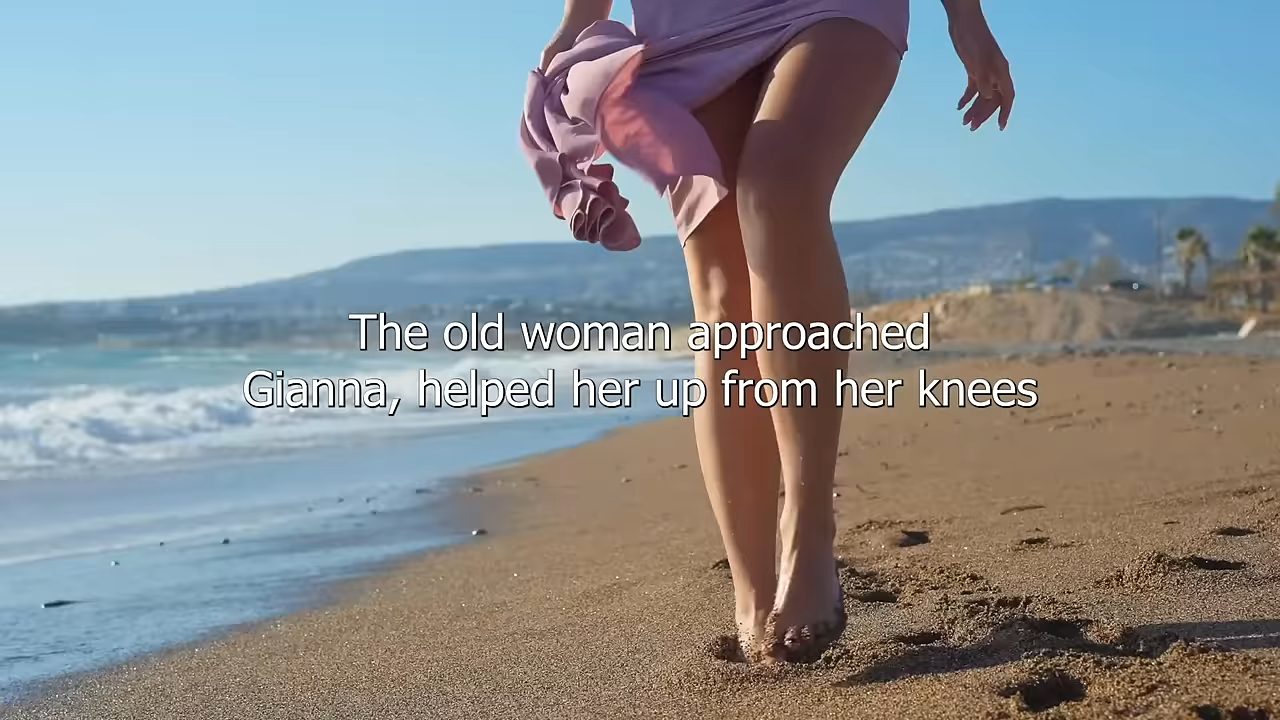 The old woman approached
Gianna, helped her up from her knees